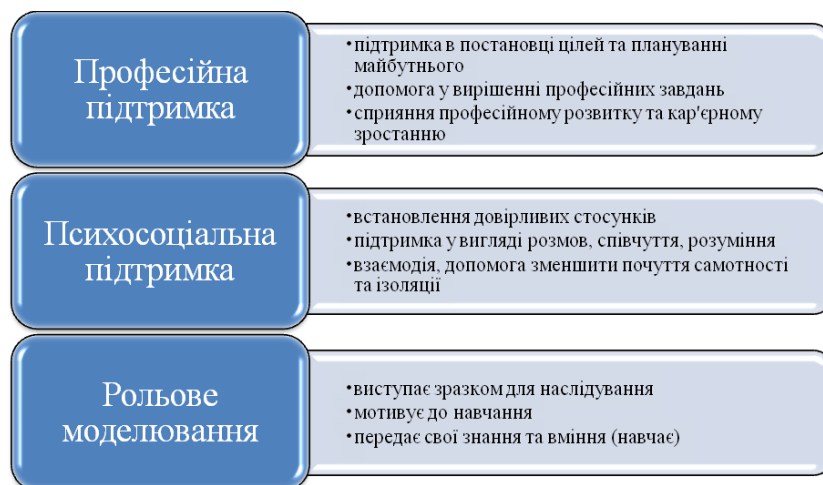 Професійна
підтримка
•підтримка в постановці цілей та плануванні
майбутнього
•допомога у вирішенні професійних завдань
•сприяння професійному розвитку та кар'єрному
зростанню
Психосоціальна
підтримка
•встановлення довірливих стосунків
•підтримка у вигляді розмов, співчуття, розуміння
•взаємодія, допомога зменшити почуття самотності
та ізоляції
Рольове
моделювання
•виступає зразком для наслідування
•мотивує до навчання
•передає свої знання та вміння (навчає)